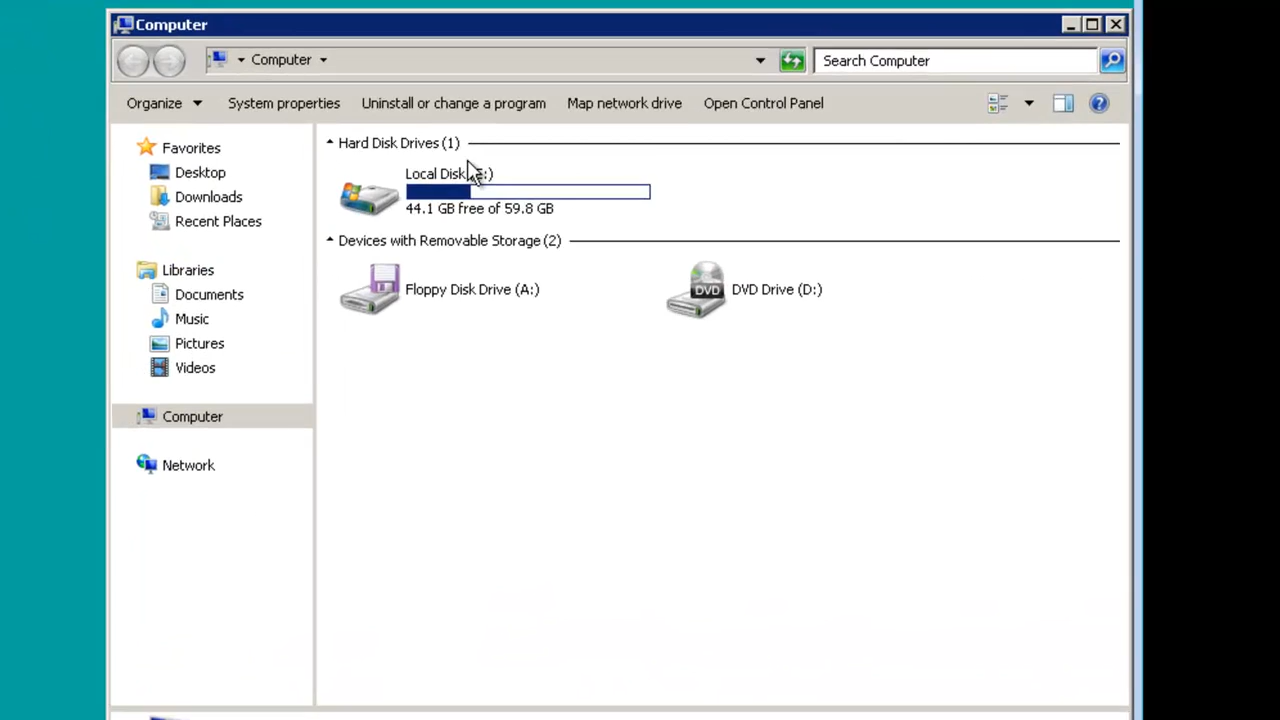 Computer
Computer
Search Computer
Organize System properties Uninstall or change a program Map network drive Open Control Panel
Favorites
Desktop
Downloads
Recent Places
Libraries
Documents
Music
Pictures
Videos
Computer
Network
Hard Disk Drives (1)
Local Disk :)
44.1 GB free of 59.8 GB
Devices with Removable Storage (2)
Floppy Disk Drive (A:)
DVD
DVD Drive (D:)